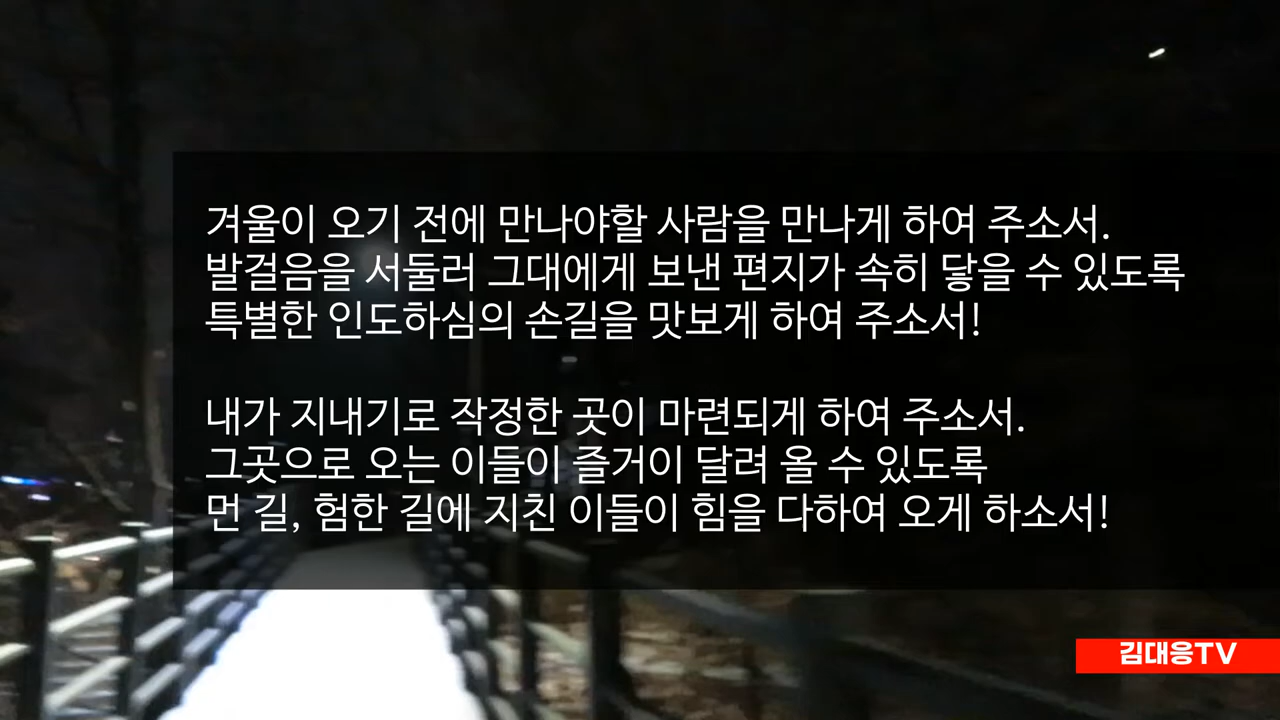 겨울이 오기 전에 만나야할 사람을 만나게 하여 주소서.
발걸음을 서둘러 그대에게 보낸 편지가 속히 닿을 수 있도록
특별한 인도하심의 손길을 맛보게 하여 주소서!
내가 지내기로 작정한 곳이 마련되게 하여 주소서.
그곳으로 오는 이들이 즐거이 달려 올 수 있도록
먼 길, 험한 길에 지친 이들이 힘을 다하여 오게 하소서!
김대응TV